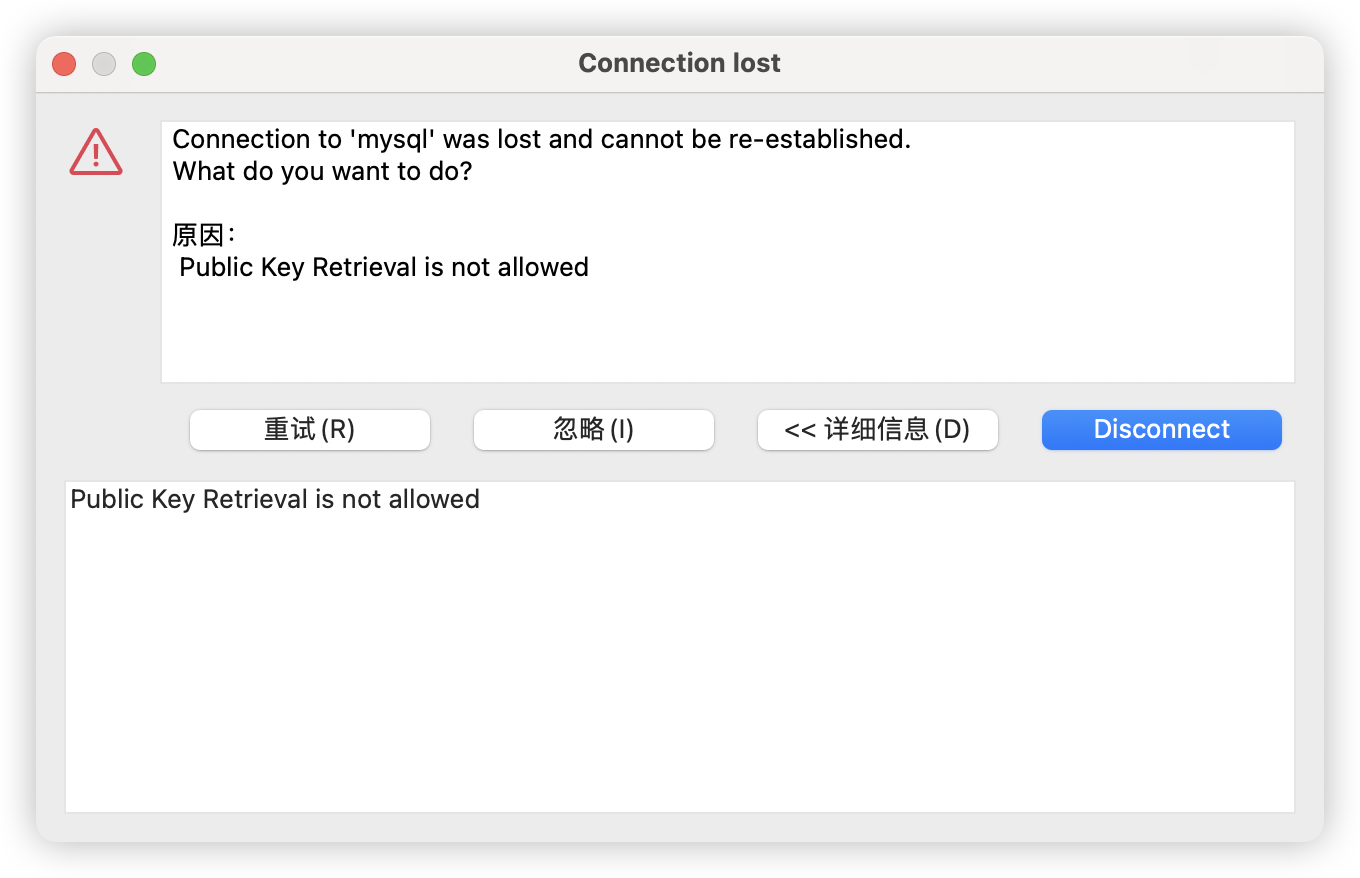 Connection lost
Connection to 'mysql' was lost and cannot be re-established.
What do you want to do?
原因：
Public Key Retrieval is not allowed
重试(R)
忽略(I)
<< 详细信息(D)
Disconnect
Public Key Retrieval is not allowed